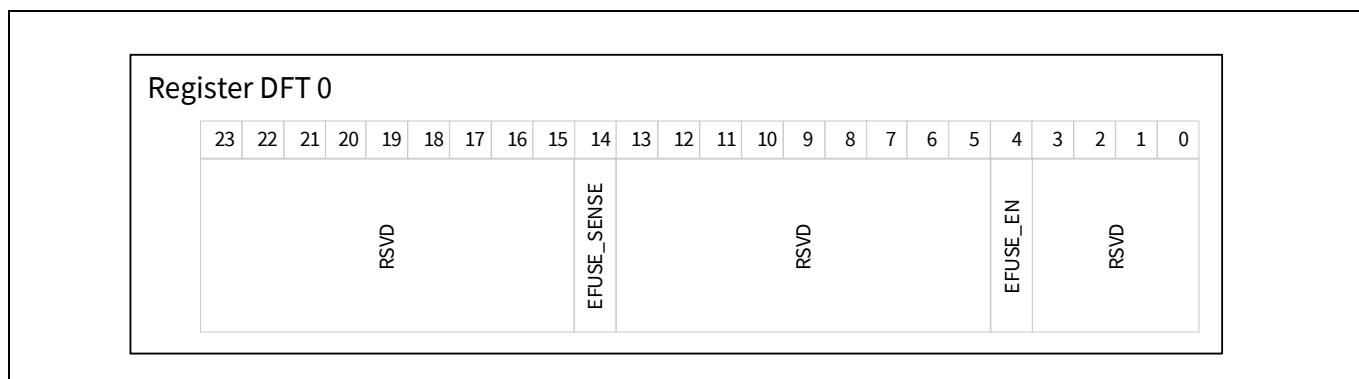 Register DFT 0
23 22 21 20 19 18 17 16 15 14 13 12 11 10 9 8 7 6 5 4 3 2 1 0
RSVD EFUSE_SENSE RSVD EFUSE_EN RSVD